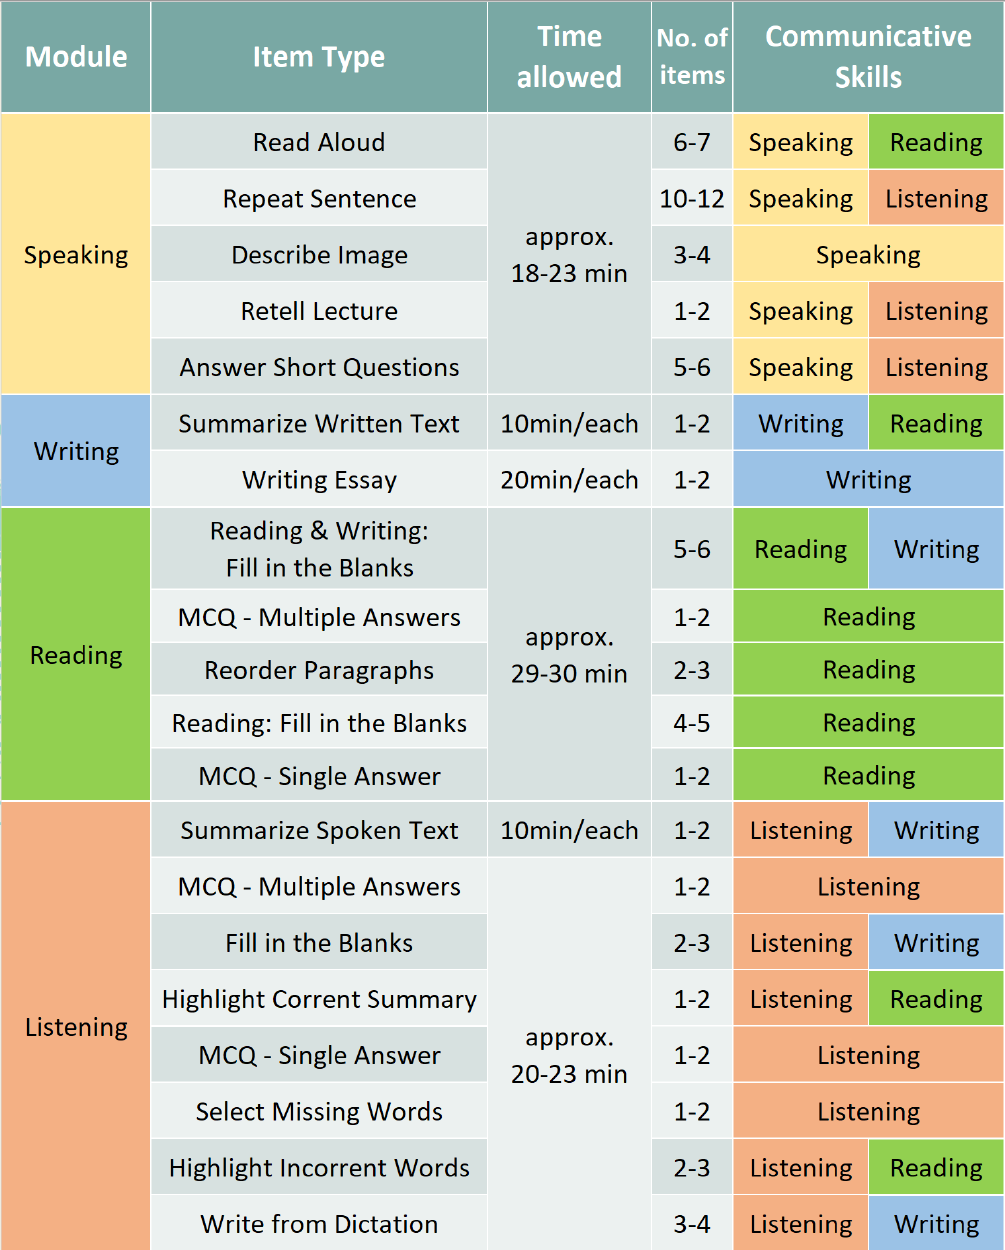 Module Item Type Time allowed No. of items Communicative Skills
Speaking
approx. 18-23 min
Read Aloud 6-7 Speaking Reading
Repeat Sentence 10-12 Speaking Listening
Describe Image 3-4 Speaking
Retell Lecture 1-2 Speaking Listening
Answer Short Questions 5-6 Speaking Listening
Writing
Summarize Written Text 10min/each 1-2 Writing Reading
Writing Essay 20min/each 1-2 Writing
Reading
approx. 29-30 min
Reading & Writing: Fill in the Blanks 5-6 Reading Writing
MCQ - Multiple Answers 1-2 Reading
Reorder Paragraphs 2-3 Reading
Reading: Fill in the Blanks 4-5 Reading
MCQ - Single Answer 1-2 Reading
Listening
Summarize Spoken Text 10min/each 1-2 Listening Writing
approx. 20-23 min
MCQ - Multiple Answers 1-2 Listening
Fill in the Blanks 2-3 Listening Writing
Highlight Corrent Summary 1-2 Listening Reading
MCQ - Single Answer 1-2 Listening
Select Missing Words 1-2 Listening
Highlight Incorrent Words 2-3 Listening Reading
Write from Dictation 3-4 Listening Writing